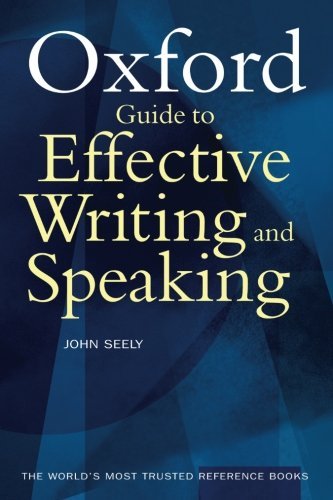 Oxford
Guide to
Effective
Writing and
Speaking
JOHN SEELY
THE WORLD'S MOST TRUSTED REFERENCE BOOKS